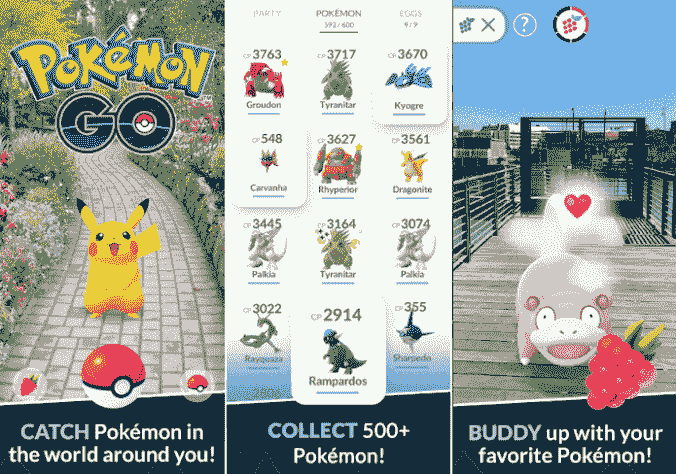 POKÉMON
GO
CATCH Pokémon in
the world around you!
PARTY
POKÉMON
EGGS
592 / 600
9 / 9
CP 3763
CP 3717
CP 3670
Groudon
Tyranitar
Kyogre
CP 548
CP 3627
CP 3561
Carvanha
Rhyperior
Dragonite
CP 3445
CP 3164
CP 3074
Palkia
Tyranitar
Palkia
CP 3022
CP 2914
CP 355
Rayquaza
Rampardos
Sharpedo
COLLECT 500+
Pokémon!
?
BUDDY up with your
favorite Pokémon!